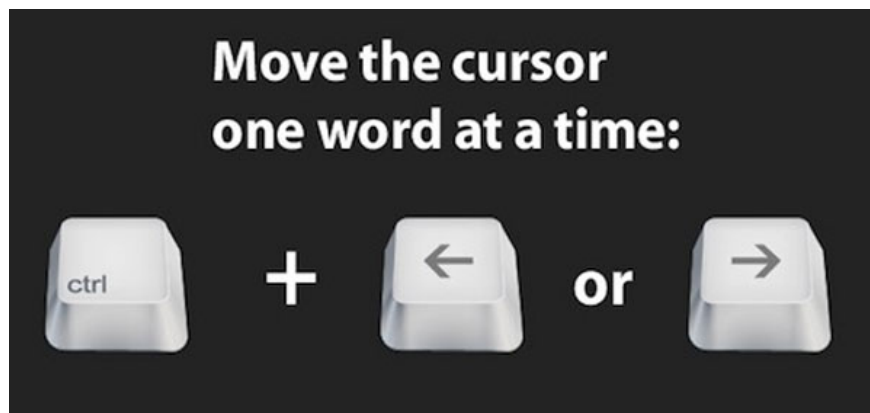 Move the cursor
one word at a time:
ctrl + ← or →